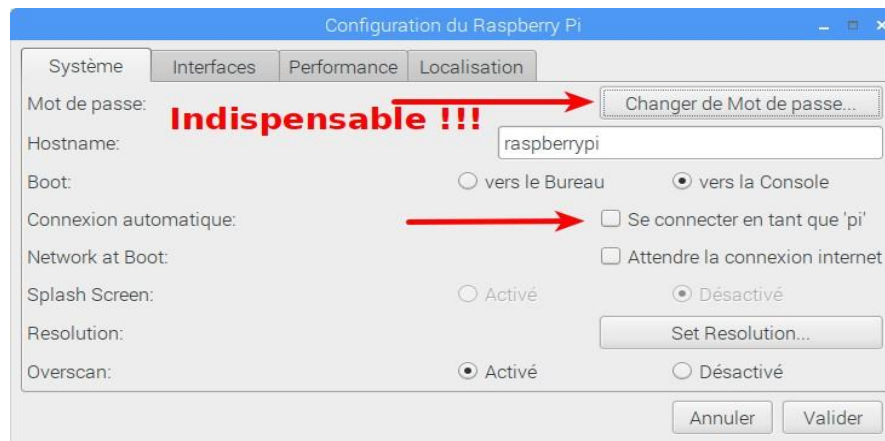 Configuration du Raspberry Pi
Système Interfaces Performance Localisation
Mot de passe: Changer de Mot de passe...
Indispensable !!!
Hostname: raspberrypi
Boot: vers le Bureau vers la Console
Connexion automatique: Se connecter en tant que 'pi'
Network at Boot: Attendre la connexion internet
Splash Screen: Activé Désactivé
Resolution: Set Resolution...
Overscan: Activé Désactivé
Annuler Valider